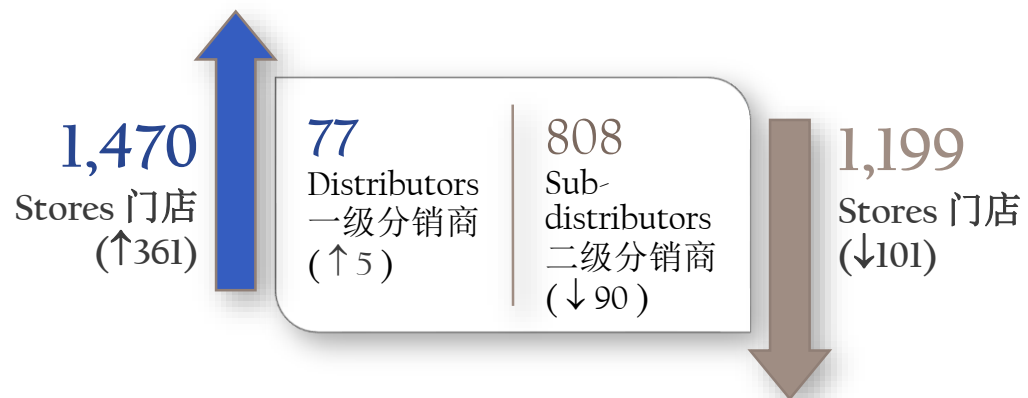 1,470
Stores 门店
(↑361)
77
Distributors
一级分销商
(↑5)
808
Sub-
distributors
二级分销商
(↓90)
1,199
Stores 门店
(↓101)